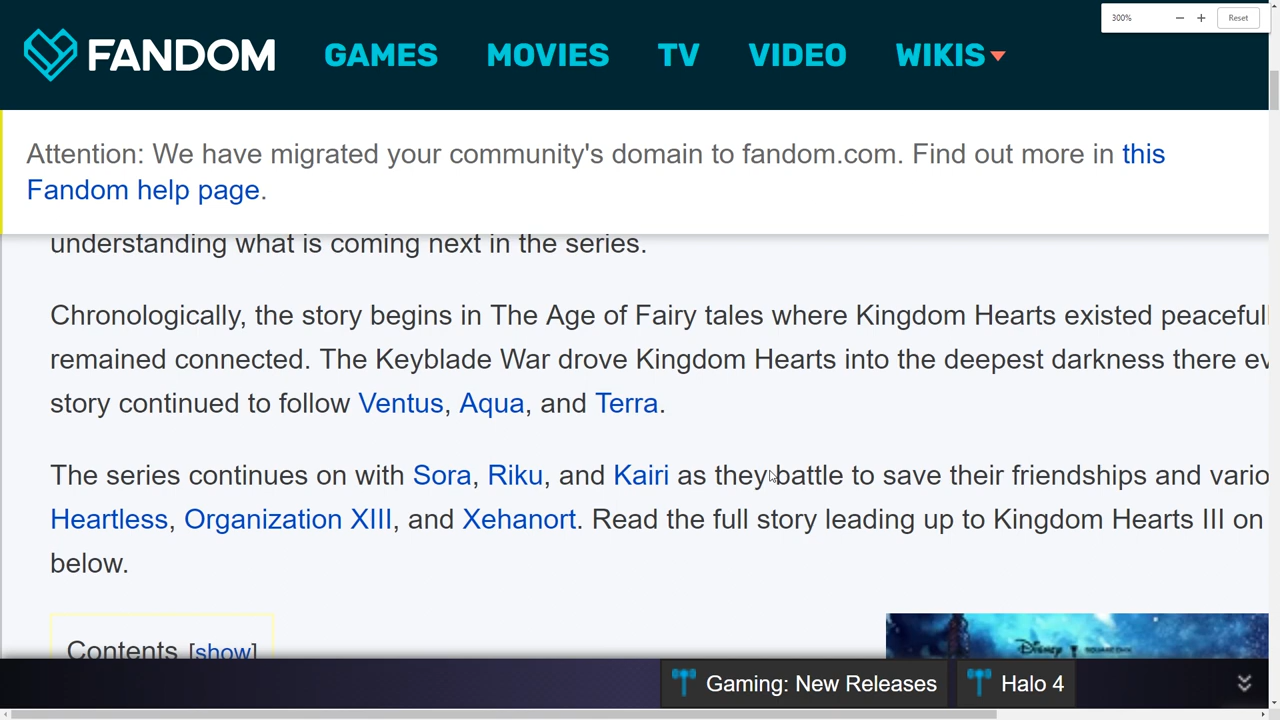 300%
Reset
FANDOM
GAMES
MOVIES
TV
VIDEO
WIKIS
Attention: We have migrated your community's domain to fandom.com. Find out more in this
Fandom help page.
understanding what is coming next in the series.
Chronologically, the story begins in The Age of Fairy tales where Kingdom Hearts existed
remained connected. The Keyblade War drove Kingdom Hearts into the deepest darkness there
story continued to follow Ventus, Aqua, and Terra.
The series continues on with Sora, Riku, and Kairi as they battle to save their friendships and
Heartless, Organization XIII, and Xehanort. Read the full story leading up to Kingdom Hearts III on
below.
Contents [show]
Disney SQUARE ENIX
Gaming: New Releases
Halo 4